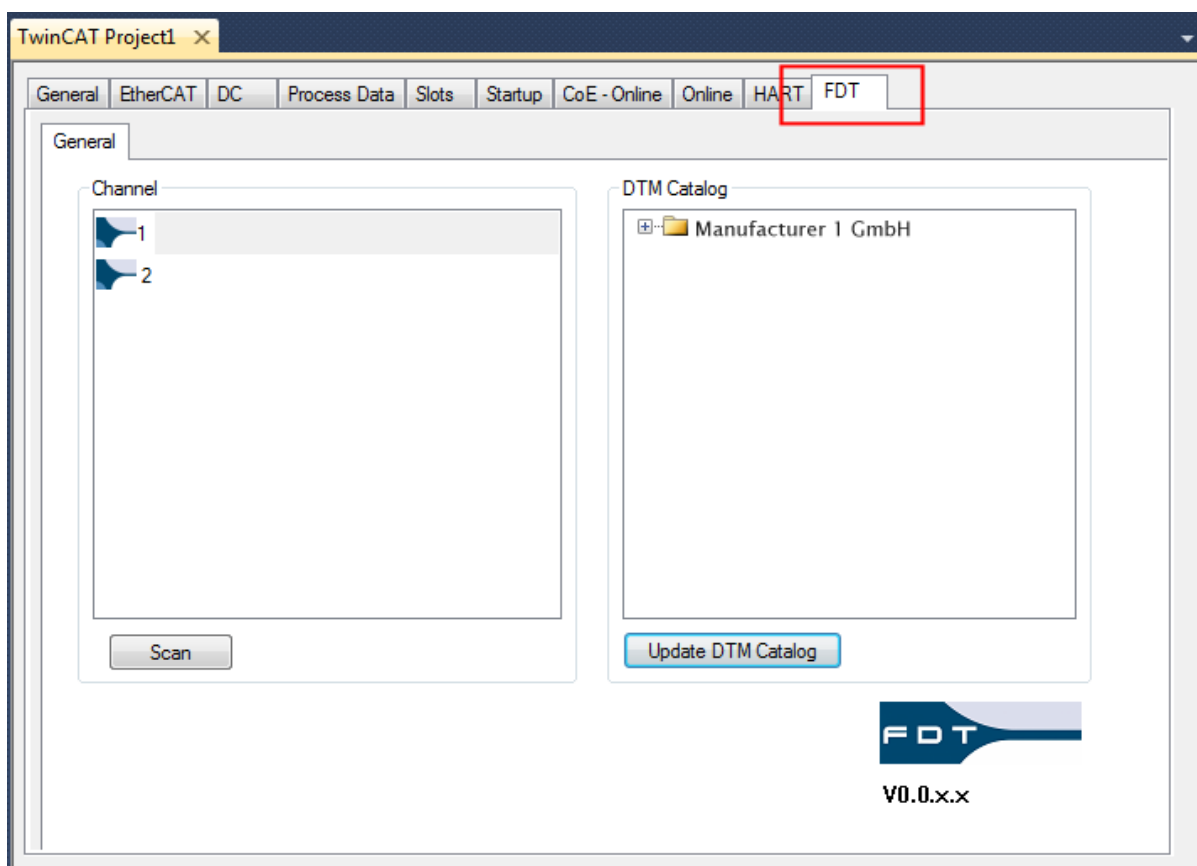 TwinCAT Project1
General EtherCAT DC Process Data Slots Startup CoE - Online Online HART FDT
General
Channel
DTM Catalog
1
Manufacturer 1 GmbH
2
Scan
Update DTM Catalog
FDT
V0.0.x.x